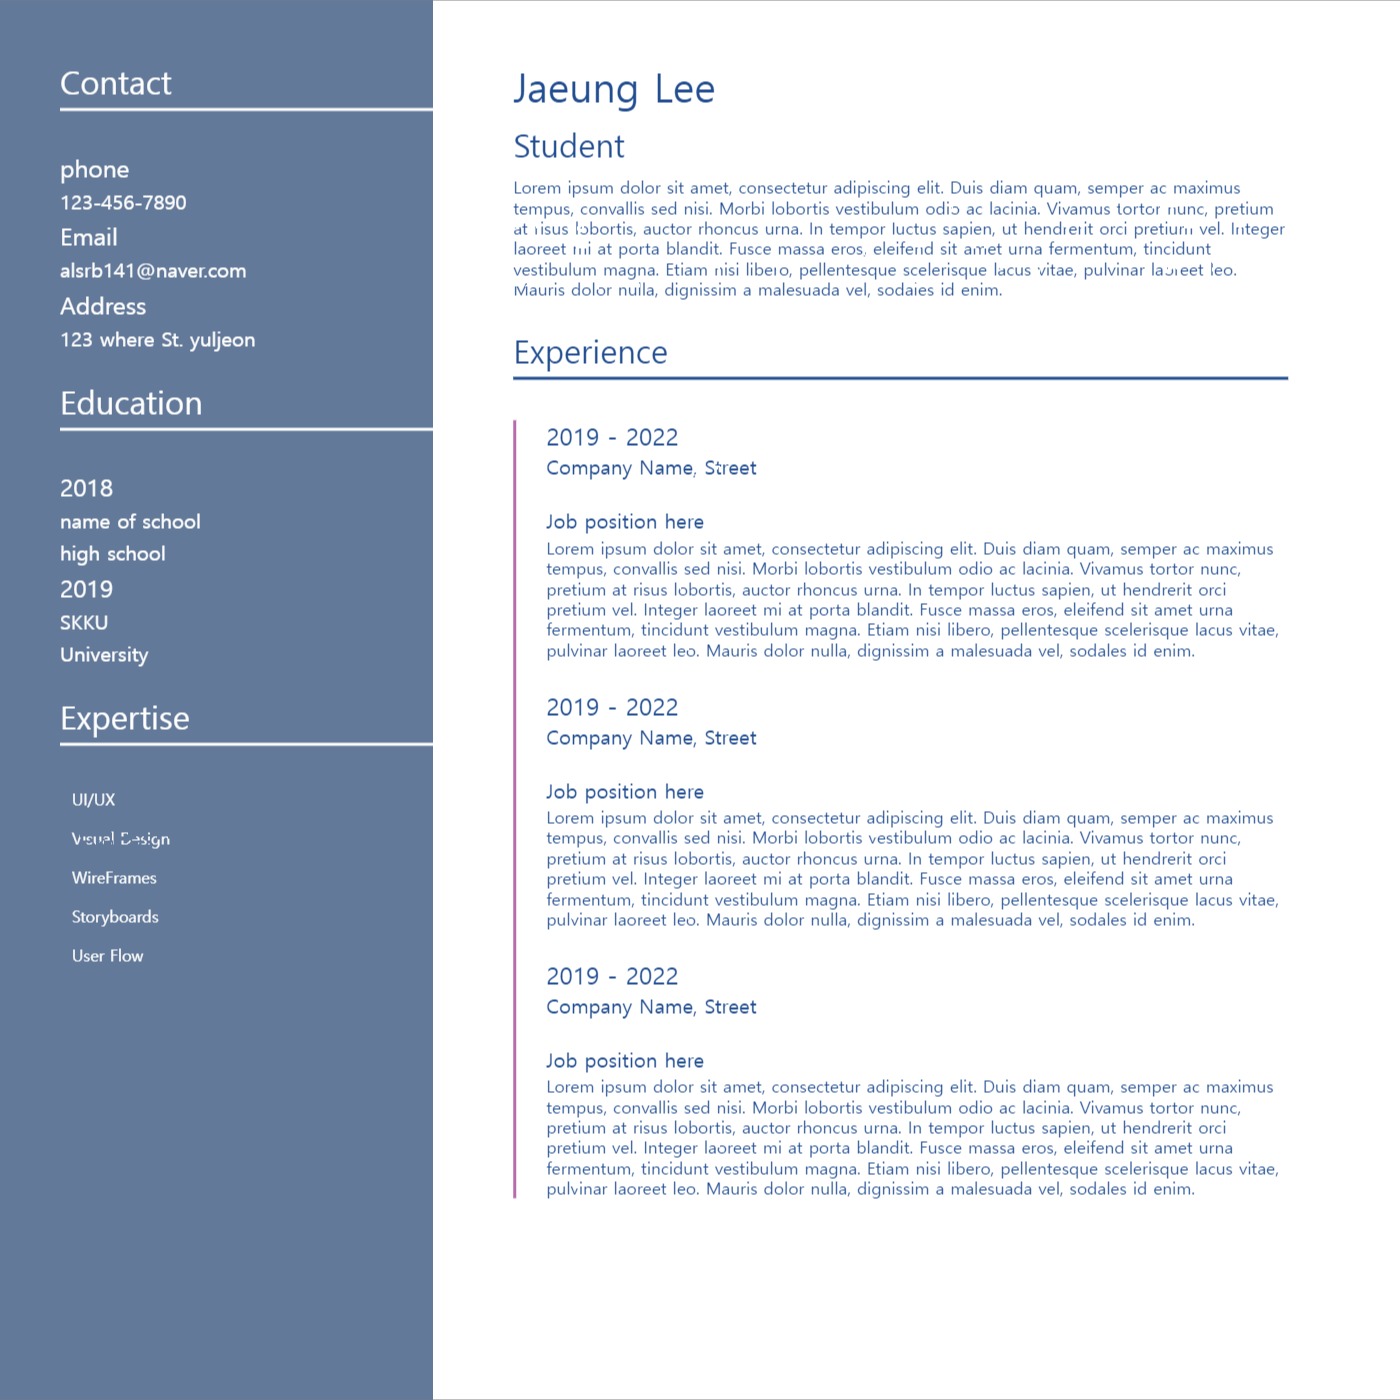 Contact
phone
123-456-7890
Email
alsrb141@naver.com
Address
123 where St. yuljeon
Education
2018
name of school
high school
2019
SKKU
University
Expertise
UI/UX
Visual Design
WireFrames
Storyboards
User Flow
Jaeung Lee
Student
Lorem ipsum dolor sit amet, consectetur adipiscing elit. Duis diam quam, semper ac maximus
tempus, convallis sed nisi. Morbi lobortis vestibulum odio ac lacinia. Vivamus tortor nunc, pretium
at risus lobortis, auctor rhoncus urna. In tempor luctus sapien, ut hendrerit orci pretium vel. Integer
laoreet mi at porta blandit. Fusce massa eros, eleifend sit amet urna fermentum, tincidunt
vestibulum magna. Etiam nisi libero, pellentesque scelerisque lacus vitae, pulvinar laoreet leo.
Mauris dolor nulla, dignissim a malesuada vel, sodales id enim.
Experience
2019 - 2022
Company Name, Street
Job position here
Lorem ipsum dolor sit amet, consectetur adipiscing elit. Duis diam quam, semper ac maximus
tempus, convallis sed nisi. Morbi lobortis vestibulum odio ac lacinia. Vivamus tortor nunc,
pretium at risus lobortis, auctor rhoncus urna. In tempor luctus sapien, ut hendrerit orci
pretium vel. Integer laoreet mi at porta blandit. Fusce massa eros, eleifend sit amet urna
fermentum, tincidunt vestibulum magna. Etiam nisi libero, pellentesque scelerisque lacus vitae,
pulvinar laoreet leo. Mauris dolor nulla, dignissim a malesuada vel, sodales id enim.
2019 - 2022
Company Name, Street
Job position here
Lorem ipsum dolor sit amet, consectetur adipiscing elit. Duis diam quam, semper ac maximus
tempus, convallis sed nisi. Morbi lobortis vestibulum odio ac lacinia. Vivamus tortor nunc,
pretium at risus lobortis, auctor rhoncus urna. In tempor luctus sapien, ut hendrerit orci
pretium vel. Integer laoreet mi at porta blandit. Fusce massa eros, eleifend sit amet urna
fermentum, tincidunt vestibulum magna. Etiam nisi libero, pellentesque scelerisque lacus vitae,
pulvinar laoreet leo. Mauris dolor nulla, dignissim a malesuada vel, sodales id enim.
2019 - 2022
Company Name, Street
Job position here
Lorem ipsum dolor sit amet, consectetur adipiscing elit. Duis diam quam, semper ac maximus
tempus, convallis sed nisi. Morbi lobortis vestibulum odio ac lacinia. Vivamus tortor nunc,
pretium at risus lobortis, auctor rhoncus urna. In tempor luctus sapien, ut hendrerit orci
pretium vel. Integer laoreet mi at porta blandit. Fusce massa eros, eleifend sit amet urna
fermentum, tincidunt vestibulum magna. Etiam nisi libero, pellentesque scelerisque lacus vitae,
pulvinar laoreet leo. Mauris dolor nulla, dignissim a malesuada vel, sodales id enim.